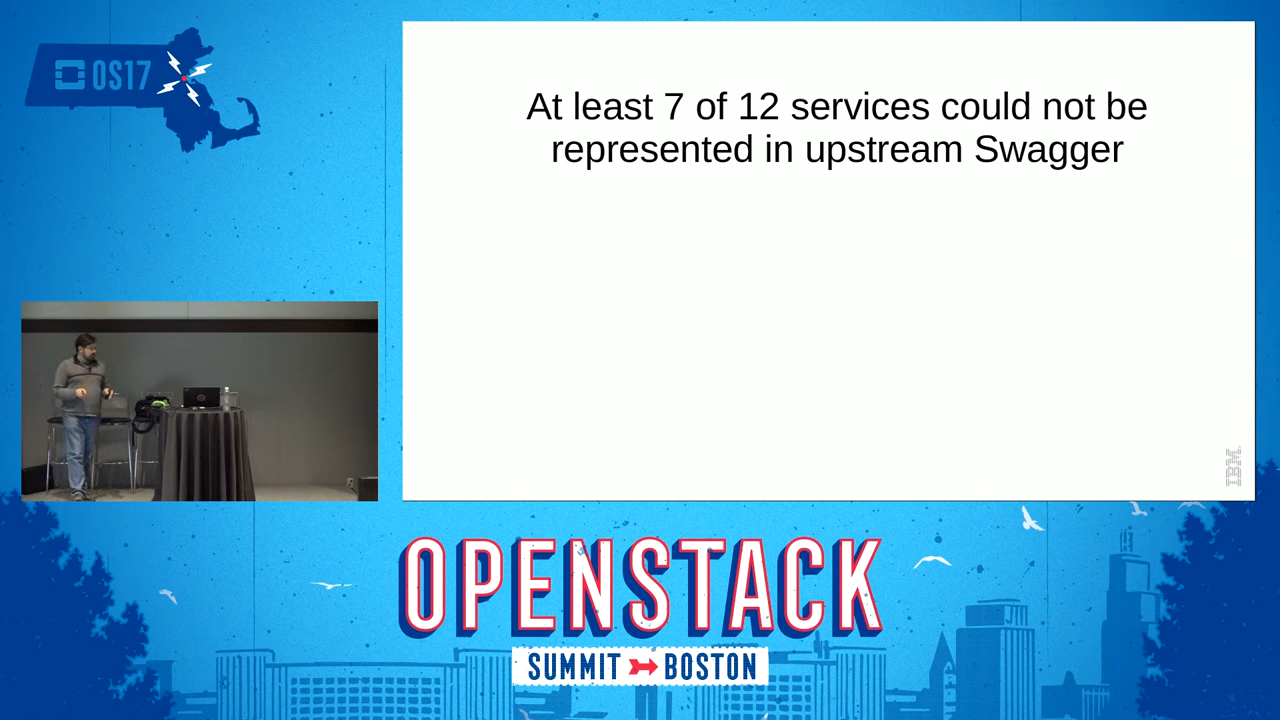 OS17
At least 7 of 12 services could not be
represented in upstream Swagger
IBM
OPENSTACK
SUMMIT BOSTON